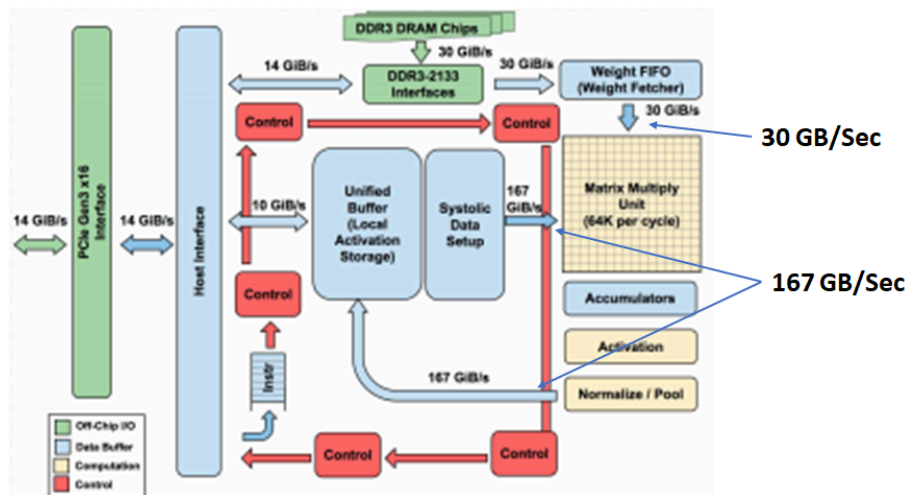 DDR3 DRAM Chips
30 GiB/s
14 GiB/s
DDR3-2133
Interfaces
30 GiB/s
Weight FIFO
(Weight Fetcher)
30 GiB/s
30 GB/Sec
Control
Control
PCIe Gen3 x16
Interface
14 GiB/s
14 GiB/s
Host Interface
10 GiB/s
Unified
Buffer
(Local
Activation
Storage)
Systolic
Data
Setup
167
GiB/s
Matrix Multiply
Unit
(64K per cycle)
167 GB/Sec
Control
Accumulators
Activation
Instr
167 GiB/s
Normalize / Pool
Off-Chip I/O
Data Buffer
Computation
Control
Control
Control